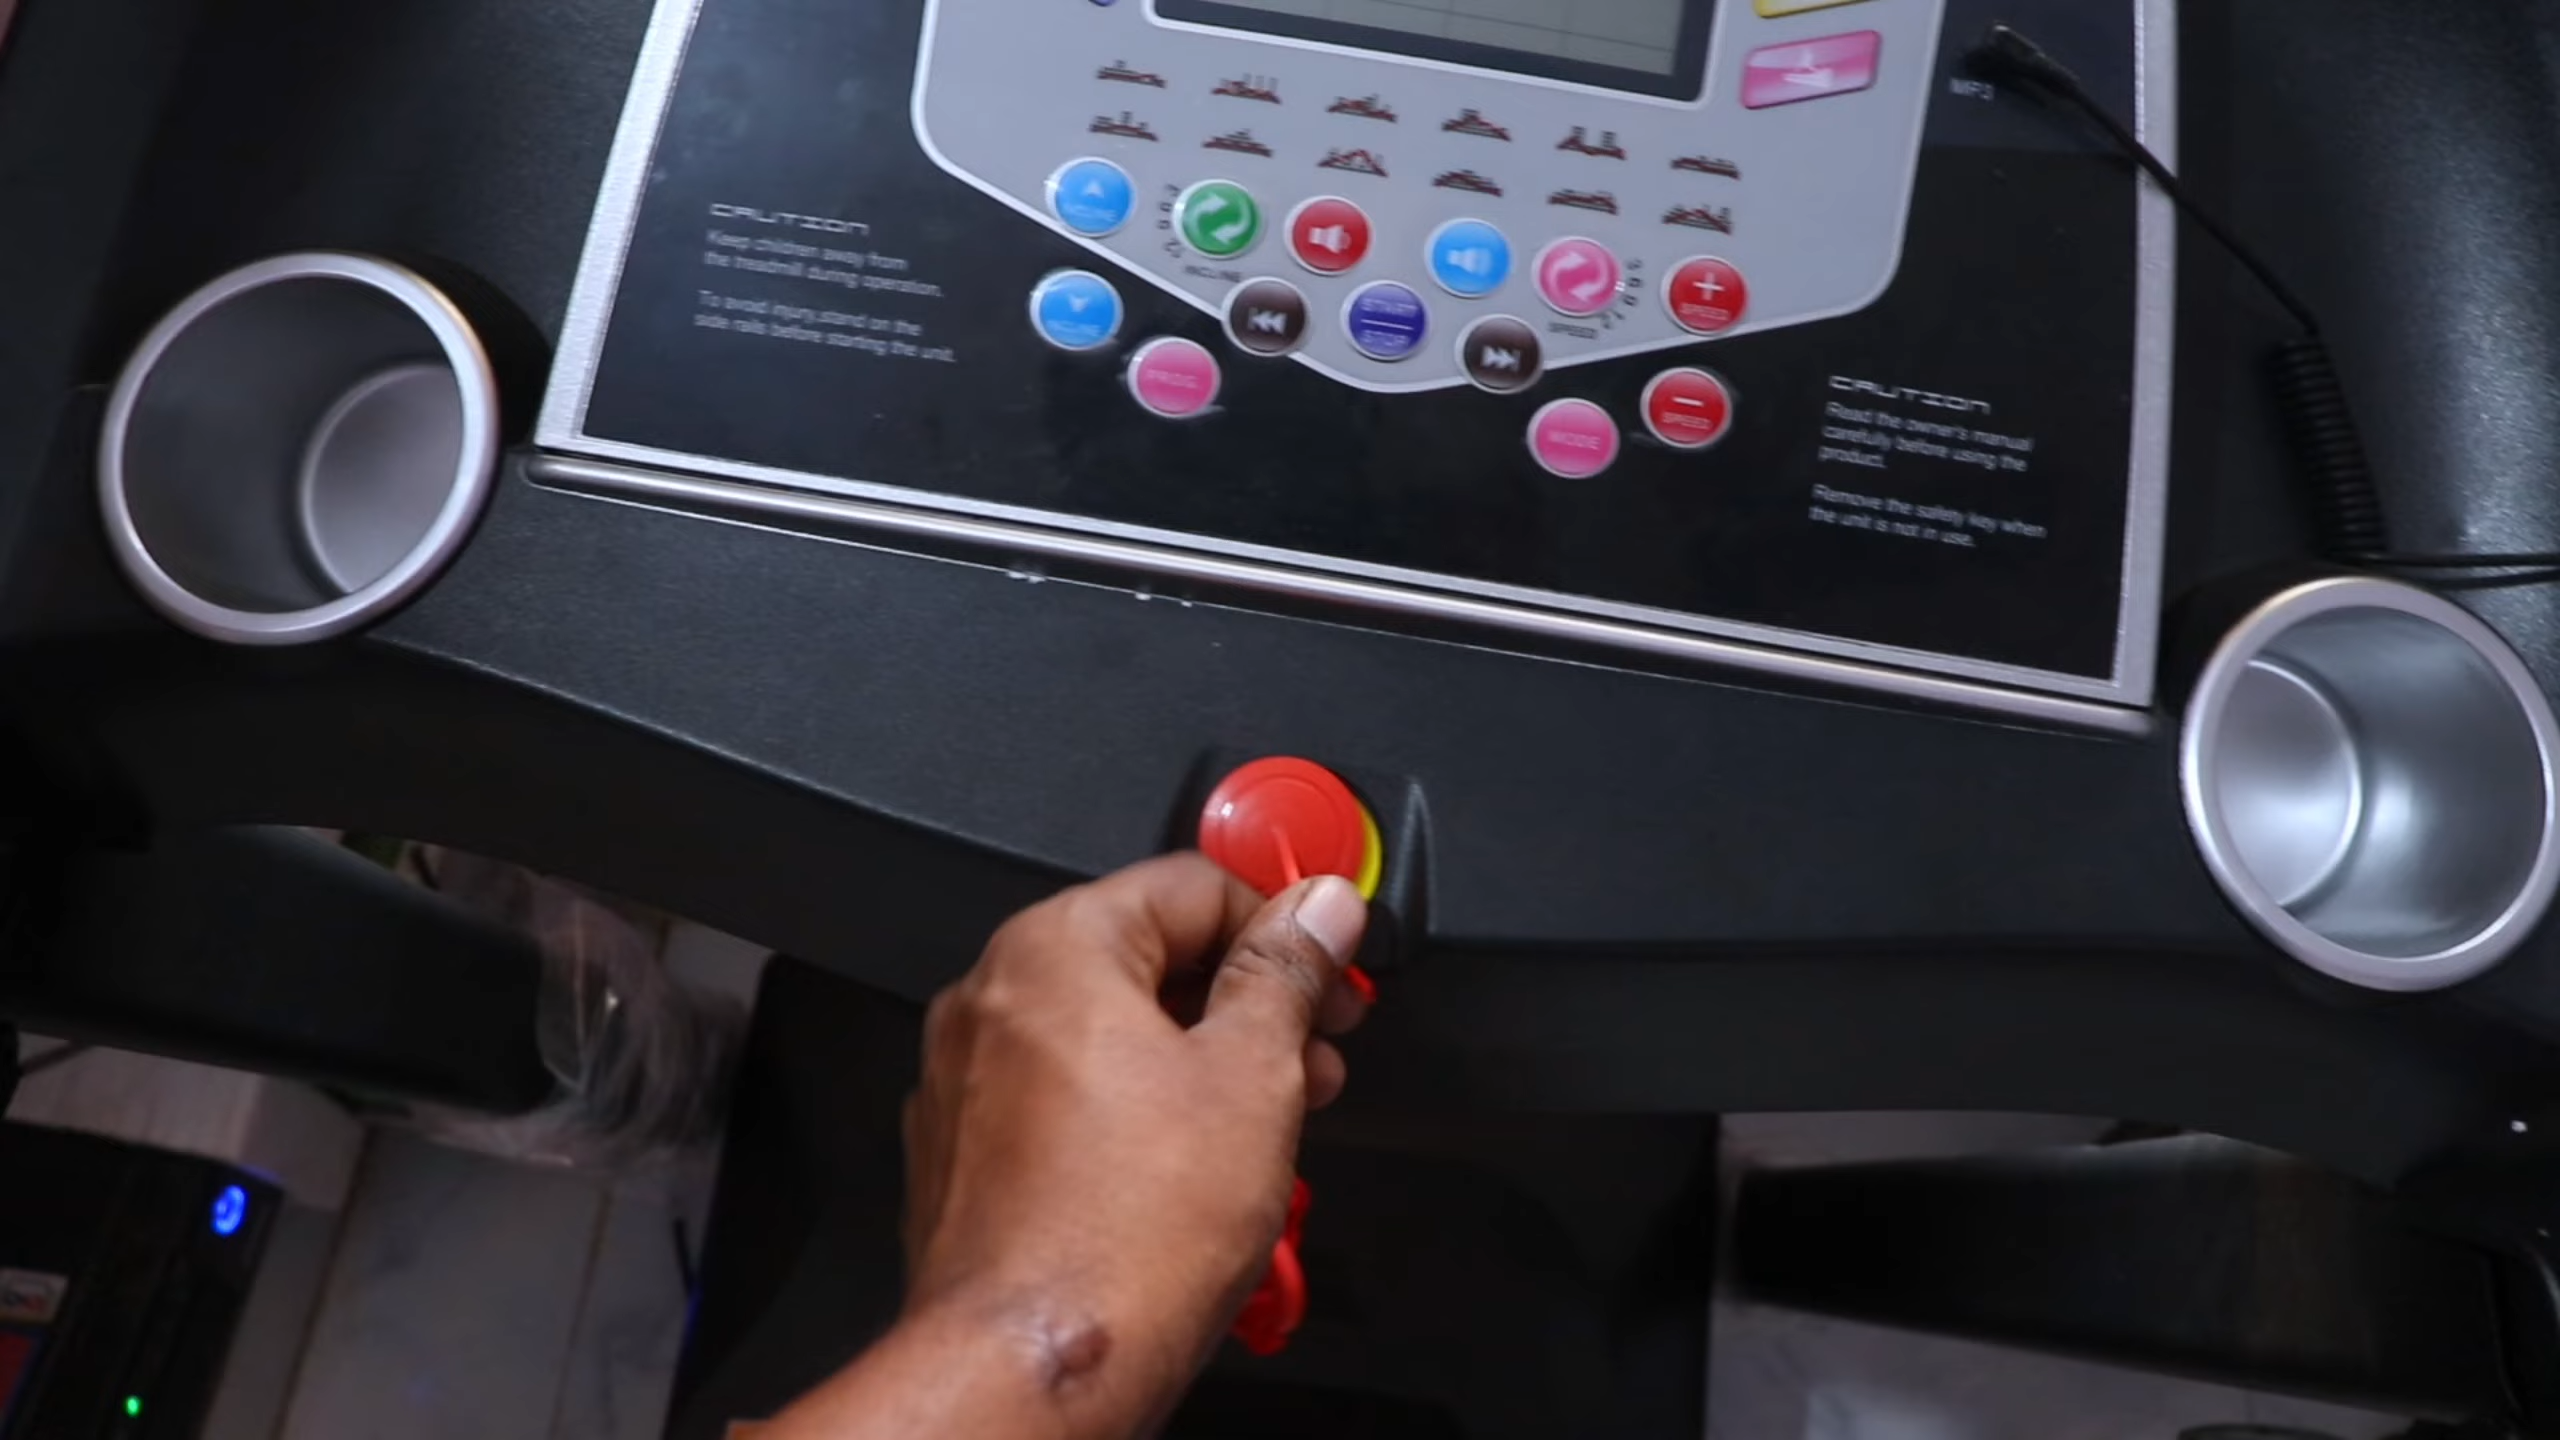 MP3
CAUTION
Keep children away from
the treadmill during operation.
To avoid injury stand on the
side rails before starting the unit.
INCLINE
INCLINE
INCLINE
PROG.
START
STOP
SPEED
SPEED
MODE
SPEED
CAUTION
Read the owner's manual
carefully before using the
product.
Remove the safety key when
the unit is not in use.